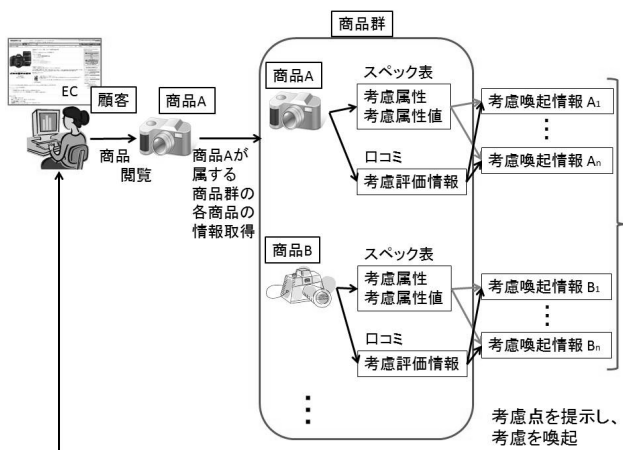 商品群
EC
顧客
商品A
商品
閲覧
商品Aが
属する
商品群の
各商品の
情報取得
商品A
スペック表
考慮属性
考慮属性値
口コミ
考慮評価情報
考慮喚起情報 A1
⋮
考慮喚起情報 An
商品B
スペック表
考慮属性
考慮属性値
口コミ
考慮評価情報
考慮喚起情報 B1
⋮
考慮喚起情報 Bn
⋮
考慮点を提示し、
考慮を喚起